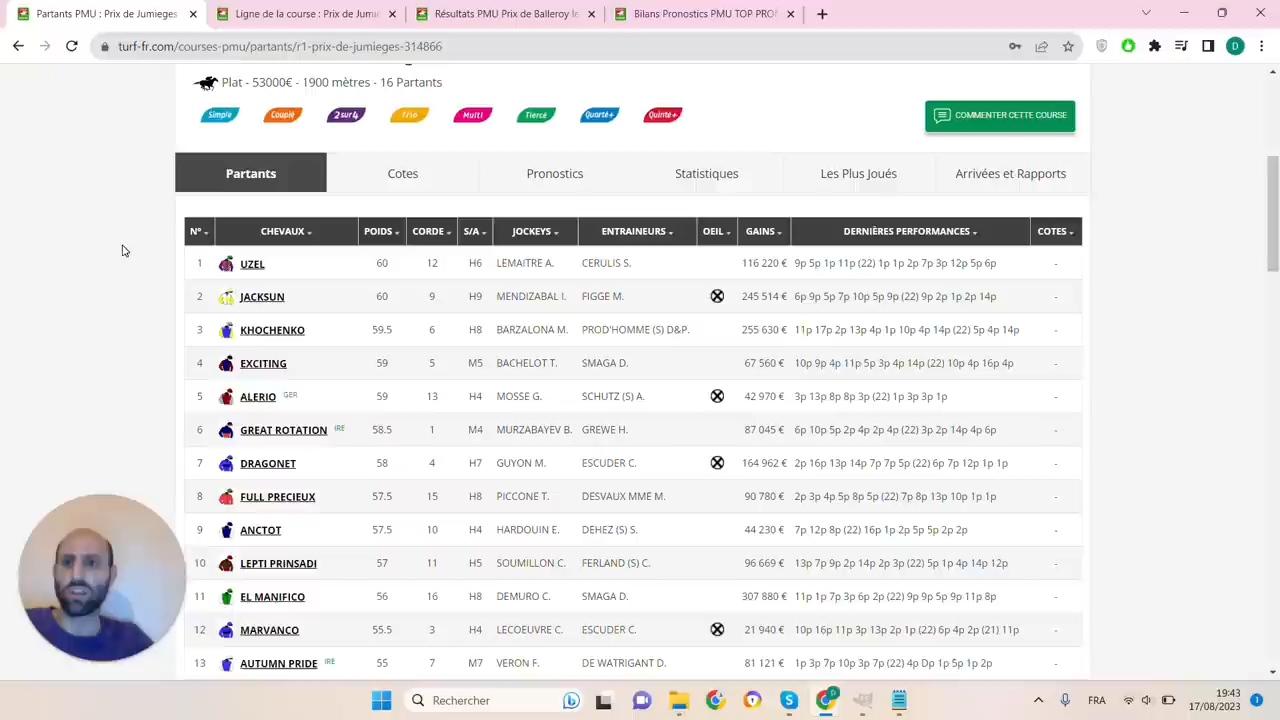 Partants PMU : Prix de Jumieges
Ligne de la course : Prix de Jumi
Résultats PMU Prix de Balleroy le
Bilans Pronostics PMU TOP PRO
turf-fr.com/courses-pmu/partants/r1-prix-de-jumieges-314866
Plat - 53000€ - 1900 mètres - 16 Partants
Simple Couplé 2 sur 4 Trio Multi Tiercé Quarté+ Quinté+
COMMENTER CETTE COURSE
Partants Cotes Pronostics Statistiques Les Plus Joués Arrivées et Rapports
N° CHEVAUX POIDS CORDE S/A JOCKEYS ENTRAINEURS OEIL GAINS DERNIÈRES PERFORMANCES COTES
1 UZEL 60 12 H6 LEMAITRE A. CERULIS S. 116 220 € 9p 5p 1p 11p (22) 1p 1p 2p 7p 3p 12p 5p 6p -
2 JACKSUN 60 9 H9 MENDIZABAL I. FIGGE M. 245 514 € 6p 9p 5p 7p 10p 5p 9p (22) 9p 2p 1p 2p 14p -
3 KHOCHENKO 59.5 6 H8 BARZALONA M. PROD'HOMME (S) D&P. 255 630 € 11p 17p 2p 13p 4p 1p 10p 4p 14p (22) 5p 4p 14p -
4 EXCITING 59 5 M5 BACHELOT T. SMAGA D. 67 560 € 10p 9p 4p 11p 5p 3p 4p 14p (22) 10p 4p 16p 4p -
5 ALERIO GER 59 13 H4 MOSSE G. SCHUTZ (S) A. 42 970 € 3p 13p 8p 8p 3p (22) 1p 3p 3p 1p -
6 GREAT ROTATION IRE 58.5 1 M4 MURZABAYEV B. GREWE H. 87 045 € 6p 10p 5p 2p 4p 2p 4p (22) 3p 2p 14p 4p 6p -
7 DRAGONET 58 4 H7 GUYON M. ESCUDER C. 164 962 € 2p 16p 13p 14p 7p 7p 5p (22) 6p 7p 12p 1p 1p -
8 FULL PRECIEUX 57.5 15 H8 PICCONE T. DESVAUX MME M. 90 780 € 2p 3p 4p 5p 8p 5p (22) 7p 8p 13p 10p 1p 1p -
9 ANCTOT 57.5 10 H4 HARDOUIN E. DEHEZ (S) S. 44 230 € 7p 12p 8p (22) 16p 1p 2p 5p 5p 2p 2p -
10 LEPTI PRINSADI 57 11 H5 SOUMILLON C. FERLAND (S) C. 96 669 € 13p 7p 9p 2p 14p 2p 3p (22) 5p 1p 4p 14p 12p -
11 EL MANIFICO 56 16 H8 DEMURO C. SMAGA D. 307 880 € 11p 1p 7p 3p 6p 2p (22) 9p 9p 5p 9p 11p 8p -
12 MARVANCO 55.5 3 H4 LECOEUVRE C. ESCUDER C. 21 940 € 10p 16p 11p 3p 13p 2p 1p (22) 6p 4p 2p (21) 11p -
13 AUTUMN PRIDE IRE 55 7 M7 VERON F. DE WATRIGANT D. 81 121 € 1p 3p 7p 10p 3p 7p (22) 4p 0p 1p 5p 1p 2p -
Rechercher
FRA
19:43
17/08/2023